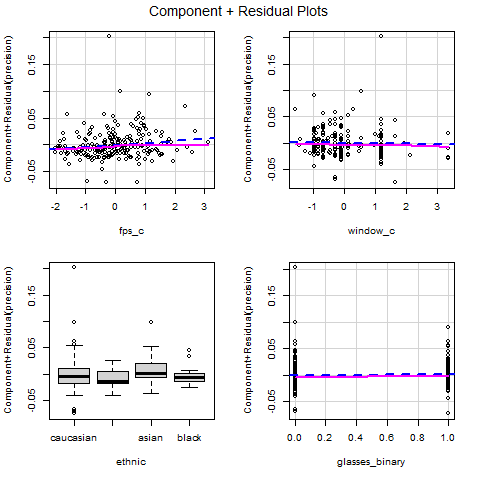 Component + Residual Plots
Component+Residual(precision)
0.15
0.05
-0.05
-2
-1
0
1
2
3
fps_c
Component+Residual(precision)
0.15
0.05
-0.05
-1
0
1
2
3
window_c
Component+Residual(precision)
0.15
0.05
-0.05
caucasian
asian
black
ethnic
Component+Residual(precision)
0.15
0.05
-0.05
0.0
0.2
0.4
0.6
0.8
1.0
glasses_binary